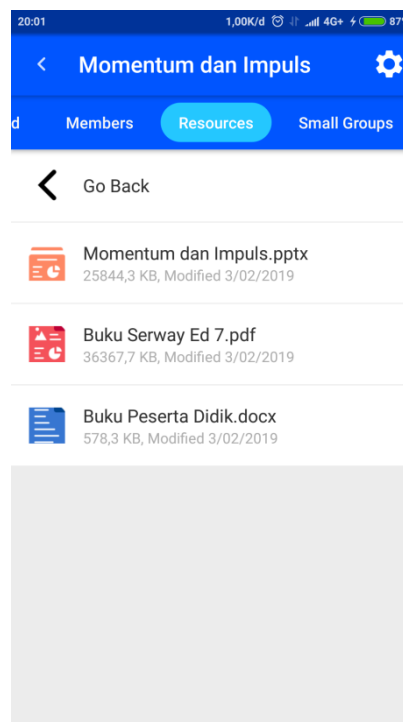 20:01 1,00K/d 4G+ 87
Momentum dan Impuls
d Members Resources Small Groups
Go Back
Momentum dan Impuls.pptx
25844,3 KB, Modified 3/02/2019
Buku Serway Ed 7.pdf
36367,7 KB, Modified 3/02/2019
Buku Peserta Didik.docx
578,3 KB, Modified 3/02/2019